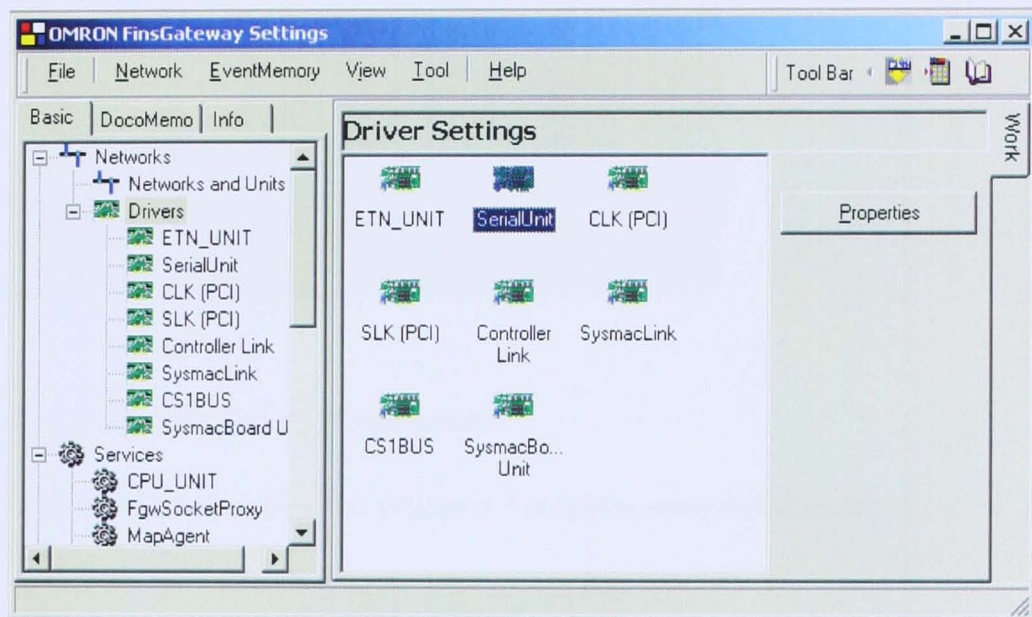 OMRON FinsGateway Settings
File Network EventMemory View Tool Help Tool Bar
Basic DocoMemo Info
Networks
Networks and Units
Drivers
ETN_UNIT
SerialUnit
CLK (PCI)
SLK (PCI)
Controller Link
SysmacLink
CS1BUS
SysmacBoard U
Services
CPU_UNIT
FgwSocketProxy
MapAgent
Driver Settings
ETN_UNIT SerialUnit CLK (PCI)
SLK (PCI) Controller Link SysmacLink
CS1BUS SysmacBo... Unit
Properties
Work